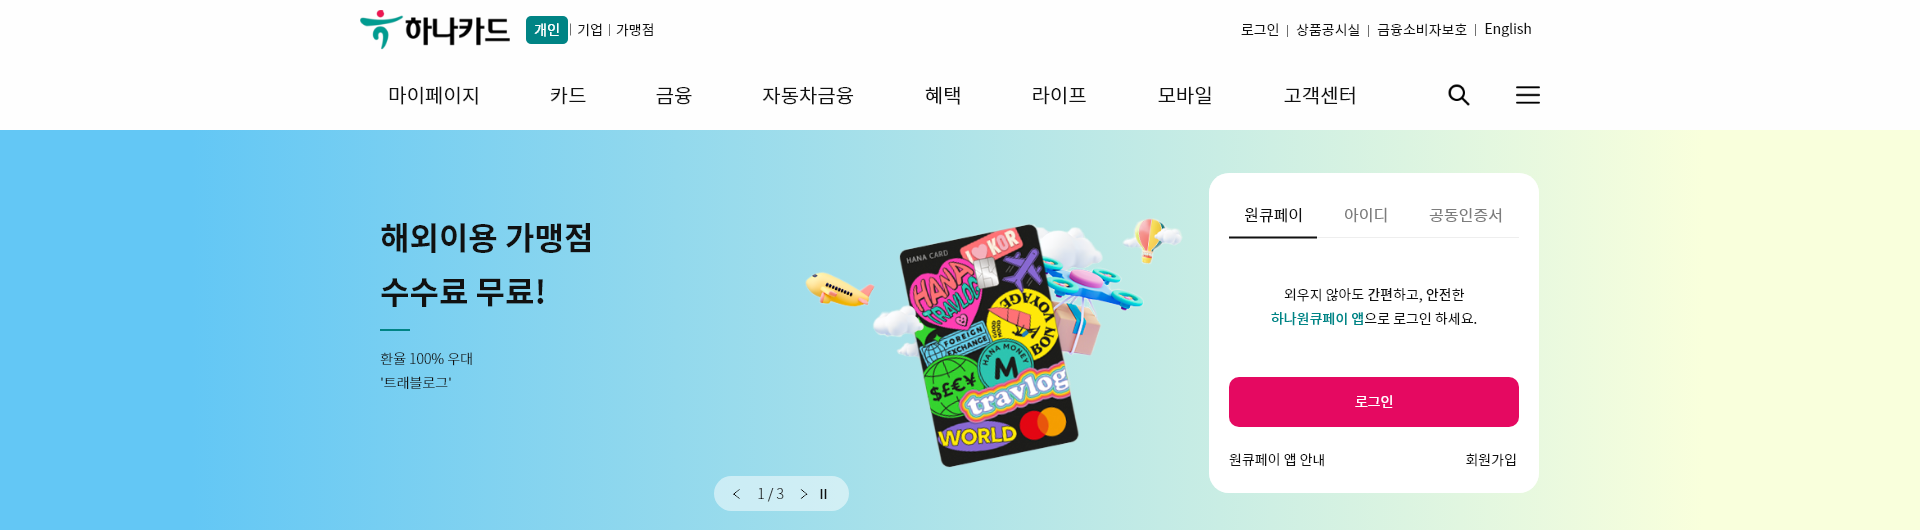 하나카드
개인 | 기업 | 가맹점
로그인 | 상품공시실 | 금융소비자보호 | English
마이페이지 카드 금융 자동차금융 혜택 라이프 모바일 고객센터
해외이용 가맹점
수수료 무료!
환율 100% 우대
'트래블로그'
HANA CARD
I ♥ KOR
HANA
TRAVLOG
BON VOYAGE
FOREIGN
EXCHANGE
HANA MONEY
M
$£€¥
travlog
WORLD
1 / 3
원큐페이 아이디 공동인증서
외우지 않아도 간편하고, 안전한
하나원큐페이 앱으로 로그인 하세요.
로그인
원큐페이 앱 안내 회원가입